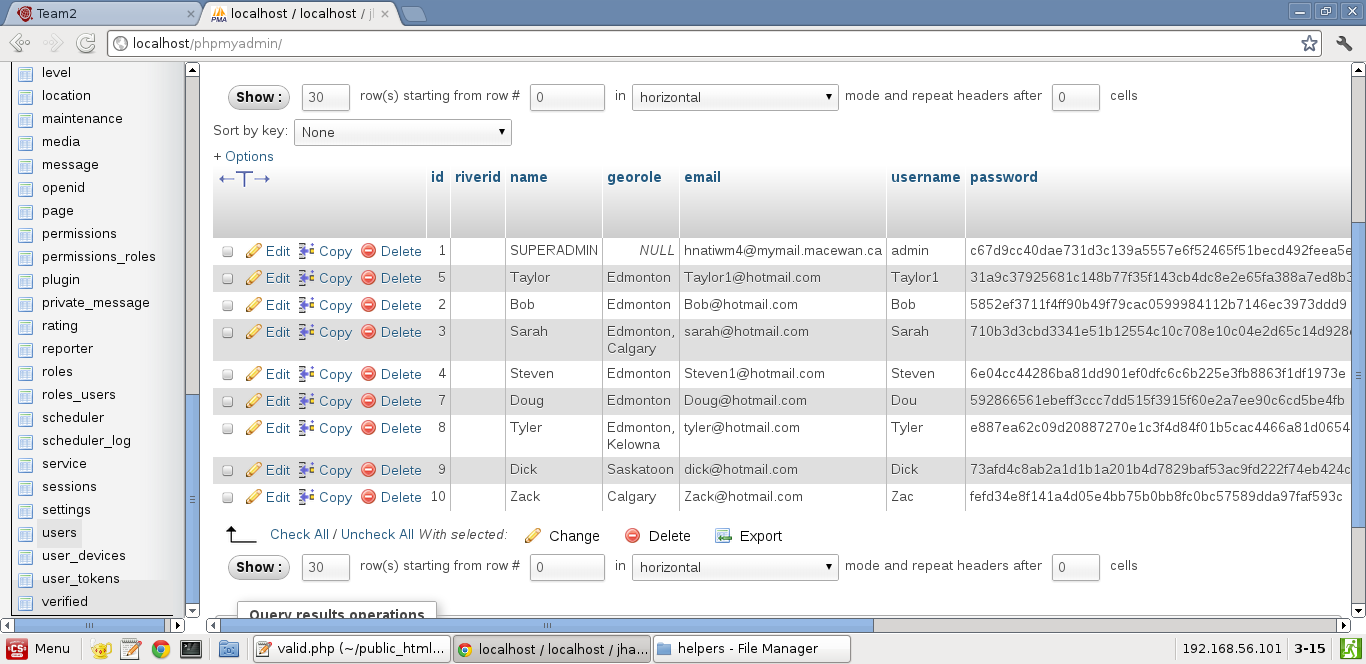 Team2
localhost / localhost / jh
localhost/phpmyadmin/
level
location
maintenance
media
message
openid
page
permissions
permissions_roles
plugin
private_message
rating
reporter
roles
roles_users
scheduler
scheduler_log
service
sessions
settings
users
user_devices
user_tokens
verified
Show : 30 row(s) starting from row # 0 in horizontal mode and repeat headers after 0 cells
Sort by key: None
+ Options
id riverid name georole email username password
Edit Copy Delete 1 SUPERADMIN NULL hnatiwm4@mymail.macewan.ca admin c67d9cc40dae731d3c139a5557e6f52465f51becd492feea5e
Edit Copy Delete 5 Taylor Edmonton Taylor1@hotmail.com Taylor1 31a9c37925681c148b77f35f143cb4dc8e2e65fa388a7ed8b3
Edit Copy Delete 2 Bob Edmonton Bob@hotmail.com Bob 5852ef3711f4ff90b49f79cac0599984112b7146ec3973ddd9
Edit Copy Delete 3 Sarah Edmonton, Calgary sarah@hotmail.com Sarah 710b3d3cbd3341e51b12554c10c708e10c04e2d65c14d928
Edit Copy Delete 4 Steven Edmonton Steven1@hotmail.com Steven 6e04cc44286ba81dd901ef0dfc6c6b225e3fb8863f1df1973e
Edit Copy Delete 7 Doug Edmonton Doug@hotmail.com Dou 592866561ebeff3ccc7dd515f3915f60e2a7ee90c6cd5be4fb
Edit Copy Delete 8 Tyler Edmonton, Kelowna tyler@hotmail.com Tyler e887ea62c09d20887270e1c3f4d84f01b5cac4466a81d0654
Edit Copy Delete 9 Dick Saskatoon dick@hotmail.com Dick 73afd4c8ab2a1d1b1a201b4d7829baf53ac9fd222f74eb424c
Edit Copy Delete 10 Zack Calgary Zack@hotmail.com Zac fefd34e8f141a4d05e4bb75b0bb8fc0bc57589dda97faf593c
Check All / Uncheck All With selected: Change Delete Export
Show : 30 row(s) starting from row # 0 in horizontal mode and repeat headers after 0 cells
Query results operations
Menu valid.php (~/public_html... localhost / localhost / jha... helpers - File Manager 192.168.56.101 3-15